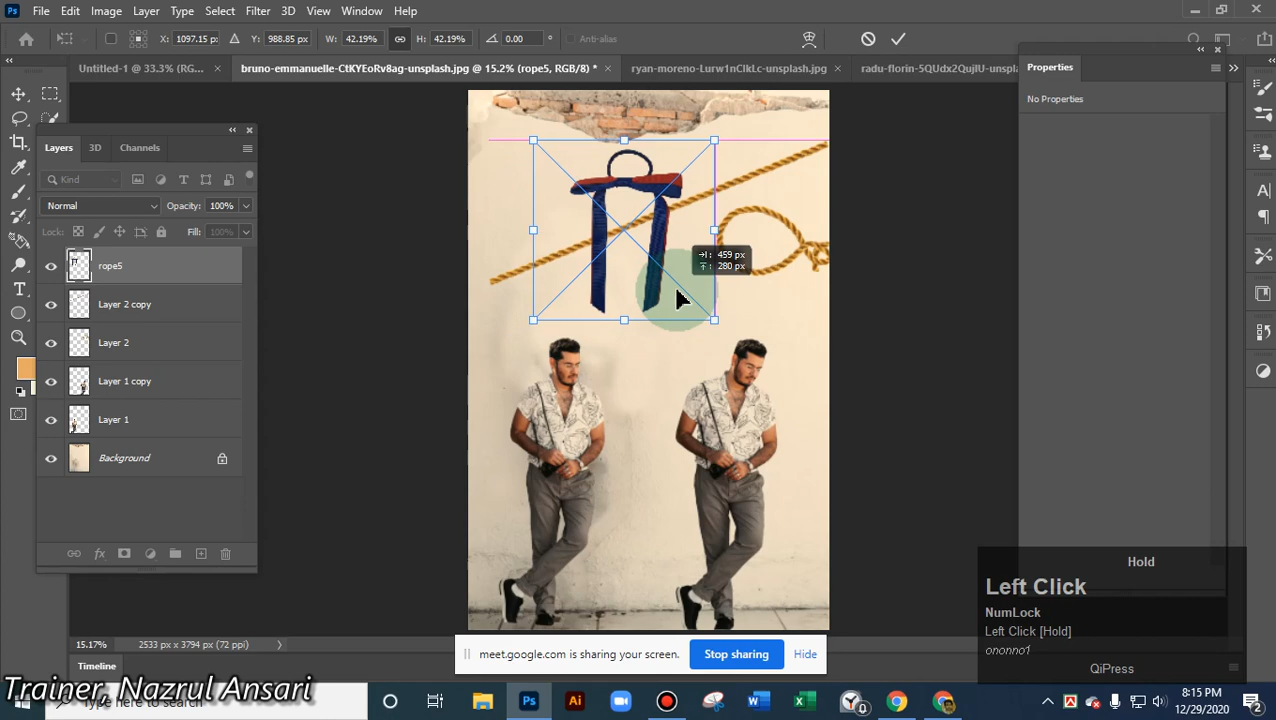 Ps File Edit Image Layer Type Select Filter 3D View Window Help
X: 1097.15 px Y: 988.85 px W: 42.19% H: 42.19% 0.00 ° Anti-alias
Untitled-1 @ 33.3% (RG... × bruno-emmanuelle-CtKYEoRv8ag-unsplash.jpg @ 15.2% (rope5, RGB/8) * × ryan-moreno-Lurw1nClkLc-unsplash.jpg × radu-florin-5QUdx2QujIU-unspl
Properties
No Properties
Layers 3D Channels
Kind
Normal Opacity: 100%
Lock: Fill: 100%
rope5
Layer 2 copy
Layer 2
Layer 1 copy
Layer 1
Background
459 px
280 px
Hold
Left Click
NumLock
Left Click [Hold]
ononno1
QiPress
15.17% 2533 px x 3794 px (72 ppi)
meet.google.com is sharing your screen. Stop sharing Hide
Timeline
Trainer, Nazrul Ansari
Type here to search
8:15 PM
12/29/2020